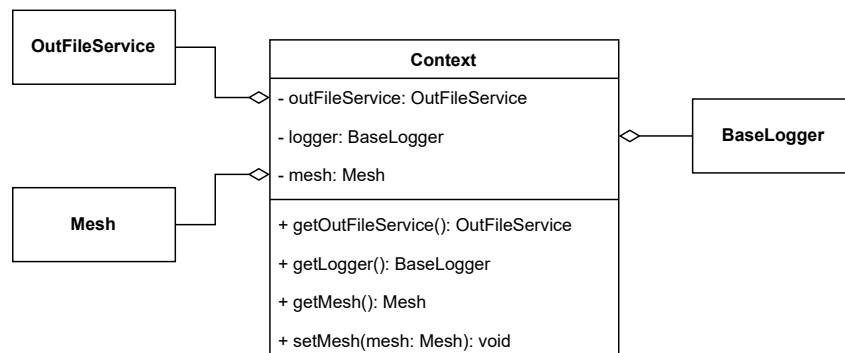 OutFileService
Context
- outFileService: OutFileService
- logger: BaseLogger
- mesh: Mesh
BaseLogger
Mesh
+ getOutFileService(): OutFileService
+ getLogger(): BaseLogger
+ getMesh(): Mesh
+ setMesh(mesh: Mesh): void